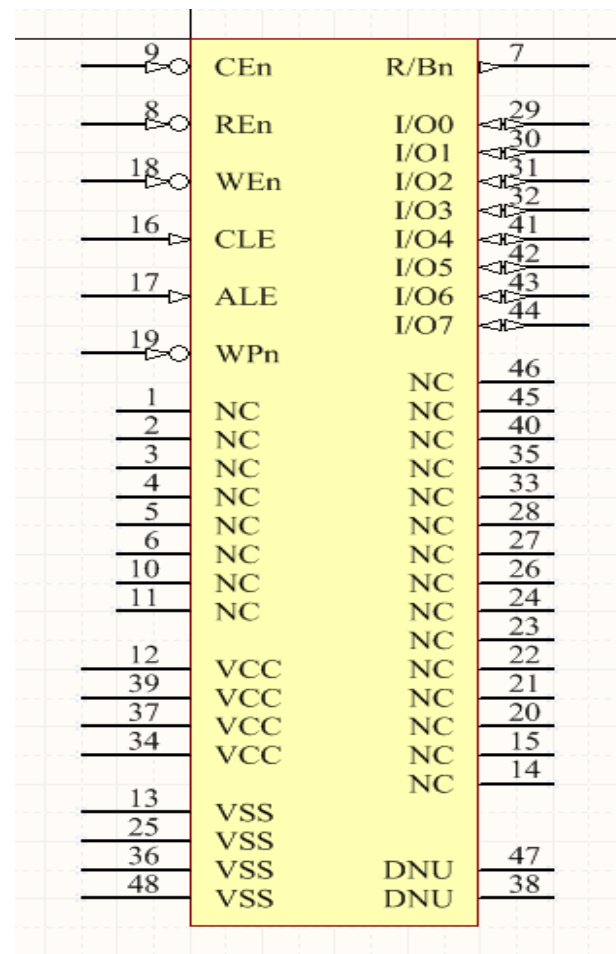 9 CEn R/Bn 7
8 REn I/O0 29
I/O1 30
18 WEn I/O2 31
I/O3 32
16 CLE I/O4 41
I/O5 42
17 ALE I/O6 43
I/O7 44
19 WPn
NC 46
1 NC NC 45
2 NC NC 40
3 NC NC 35
4 NC NC 33
5 NC NC 28
6 NC NC 27
10 NC NC 26
11 NC NC 24
NC 23
12 VCC NC 22
39 VCC NC 21
37 VCC NC 20
34 VCC NC 15
NC 14
13 VSS
25 VSS
36 VSS DNU 47
48 VSS DNU 38